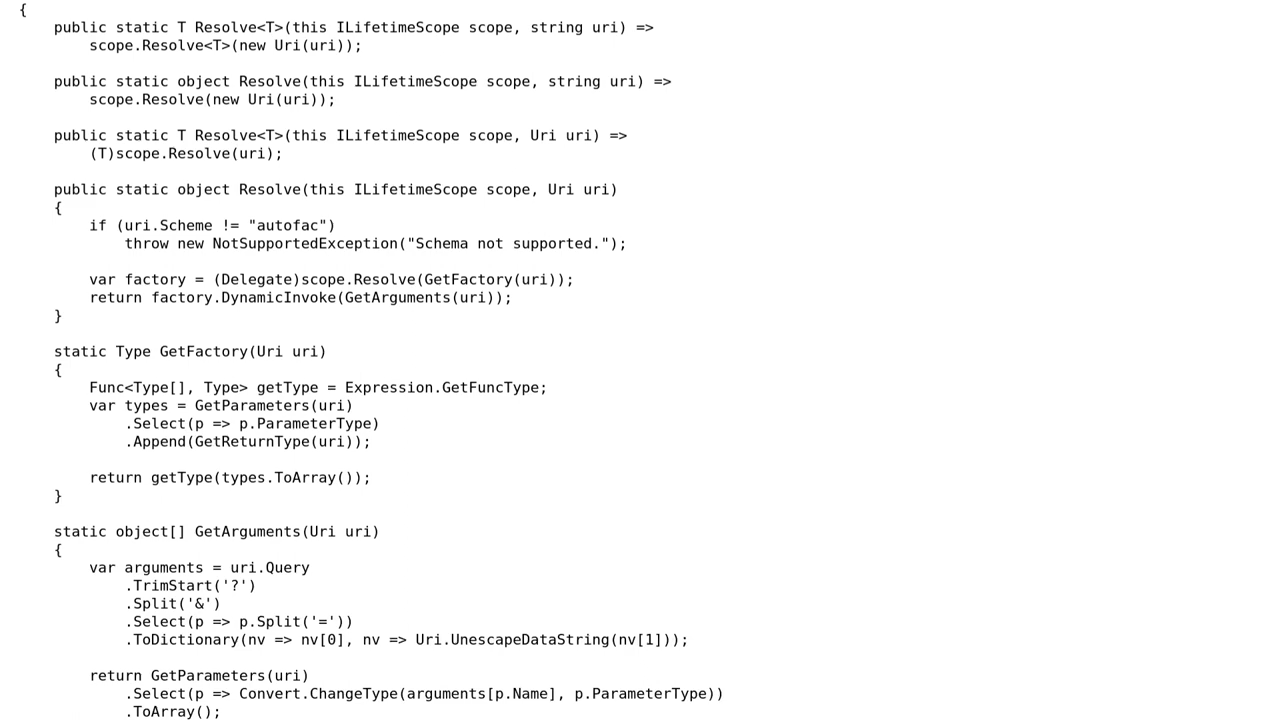 {
    public static T Resolve<T>(this ILifetimeScope scope, string uri) =>
        scope.Resolve<T>(new Uri(uri));

    public static object Resolve(this ILifetimeScope scope, string uri) =>
        scope.Resolve(new Uri(uri));

    public static T Resolve<T>(this ILifetimeScope scope, Uri uri) =>
        (T)scope.Resolve(uri);

    public static object Resolve(this ILifetimeScope scope, Uri uri)
    {
        if (uri.Scheme != "autofac")
            throw new NotSupportedException("Schema not supported.");

        var factory = (Delegate)scope.Resolve(GetFactory(uri));
        return factory.DynamicInvoke(GetArguments(uri));
    }

    static Type GetFactory(Uri uri)
    {
        Func<Type[], Type> getType = Expression.GetFuncType;
        var types = GetParameters(uri)
            .Select(p => p.ParameterType)
            .Append(GetReturnType(uri));

        return getType(types.ToArray());
    }

    static object[] GetArguments(Uri uri)
    {
        var arguments = uri.Query
            .TrimStart('?')
            .Split('&')
            .Select(p => p.Split('='))
            .ToDictionary(nv => nv[0], nv => Uri.UnescapeDataString(nv[1]));

        return GetParameters(uri)
            .Select(p => Convert.ChangeType(arguments[p.Name], p.ParameterType))
            .ToArray();